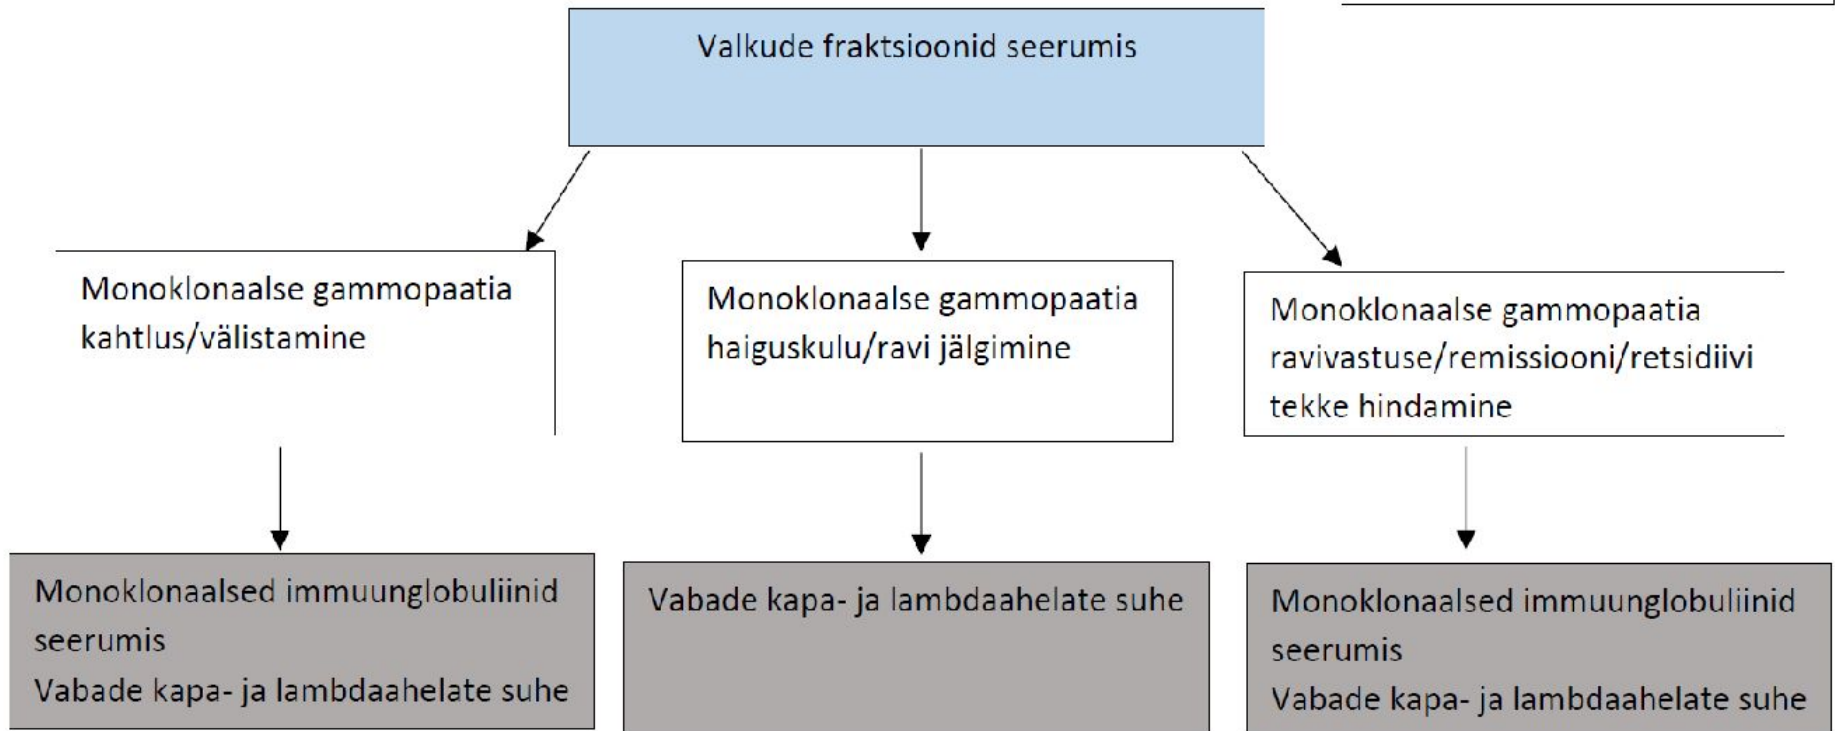 Valkude fraktsioonid seerumis
Monoklonaalse gammopaatia
kahtlus/välistamine
Monoklonaalse gammopaatia
haiguskulu/ravi jälgimine
Monoklonaalse gammopaatia
ravivastuse/remissiooni/retsidiivi
tekke hindamine
Monoklonaalsed immuunglobuliinid
seerumis
Vabade kapa- ja lambdaahelate suhe
Vabade kapa- ja lambdaahelate suhe
Monoklonaalsed immuunglobuliinid
seerumis
Vabade kapa- ja lambdaahelate suhe